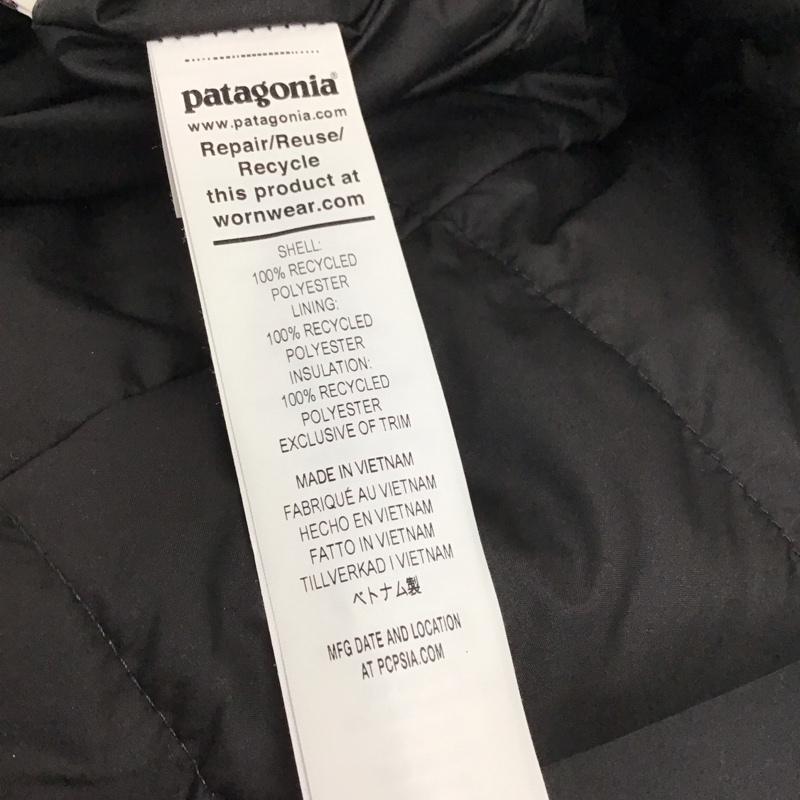 patagonia®
www.patagonia.com
Repair/Reuse/
Recycle
this product at
wornwear.com
SHELL:
100% RECYCLED
POLYESTER
LINING:
100% RECYCLED
POLYESTER
INSULATION:
100% RECYCLED
POLYESTER
EXCLUSIVE OF TRIM
MADE IN VIETNAM
FABRIQUÉ AU VIETNAM
HECHO EN VIETNAM
FATTO IN VIETNAM
TILLVERKAD I VIETNAM
ベトナム製
MFG DATE AND LOCATION
AT PCPSIA.COM